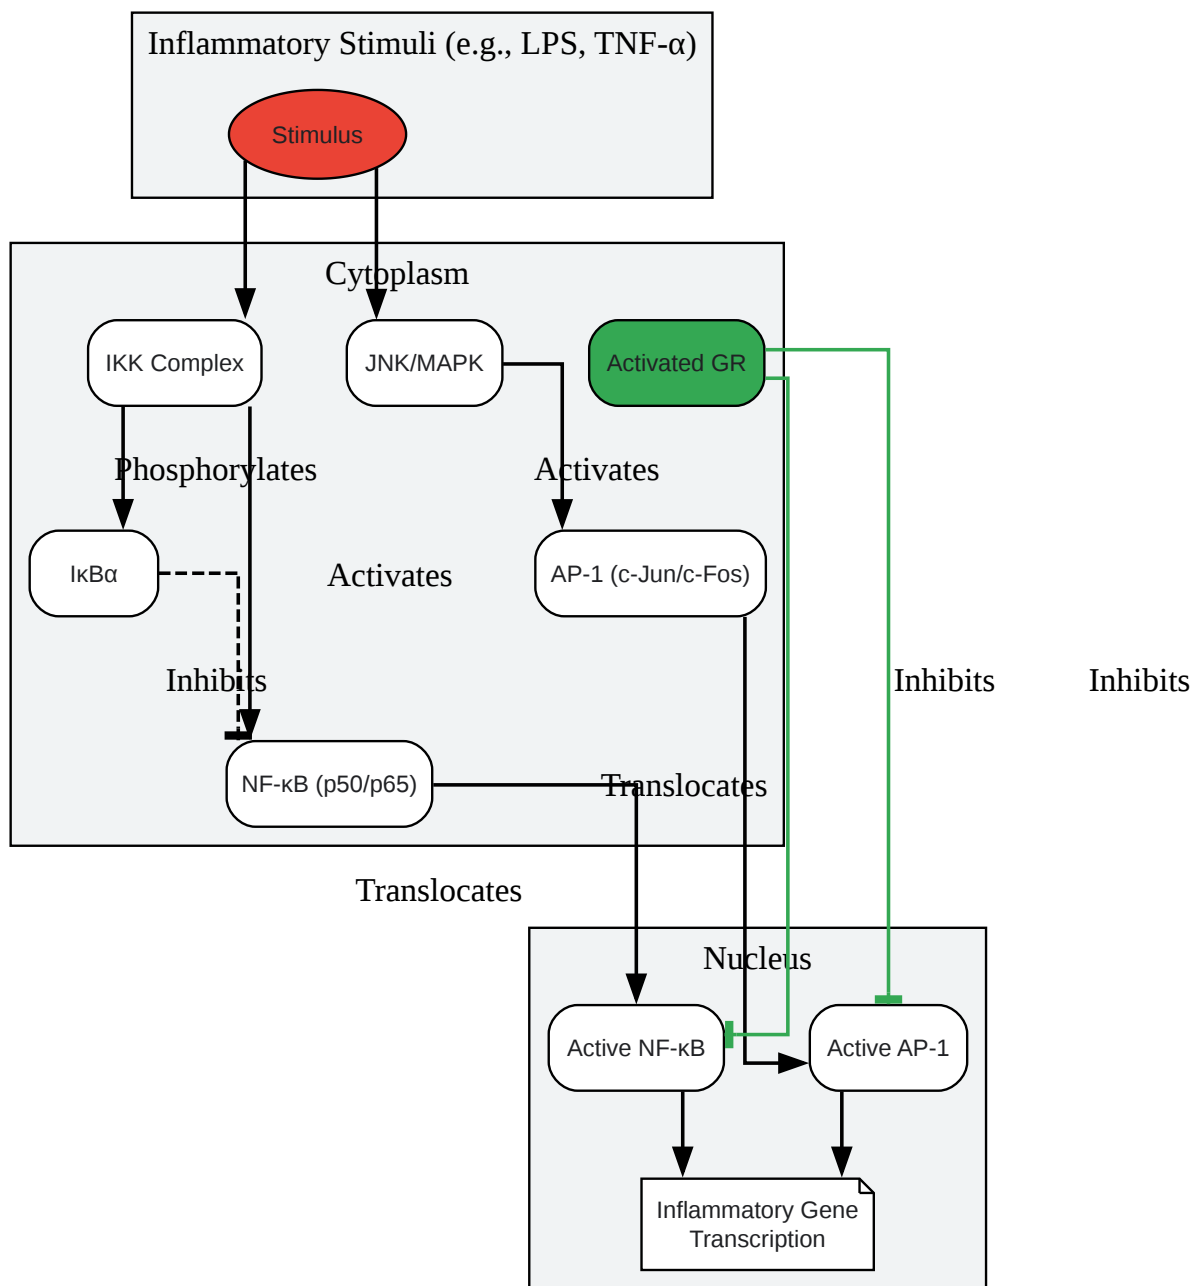 Inflammatory Stimuli (e.g., LPS, TNF-α)
Stimulus
Cytoplasm
IKK Complex
JNK/MAPK
Activated GR
Phosphorylates
Activates
IκBα
Activates
AP-1 (c-Jun/c-Fos)
Inhibits
Inhibits
Inhibits
NF-κB (p50/p65)
Translocates
Translocates
Nucleus
Active NF-κB
Active AP-1
Inflammatory Gene
Transcription